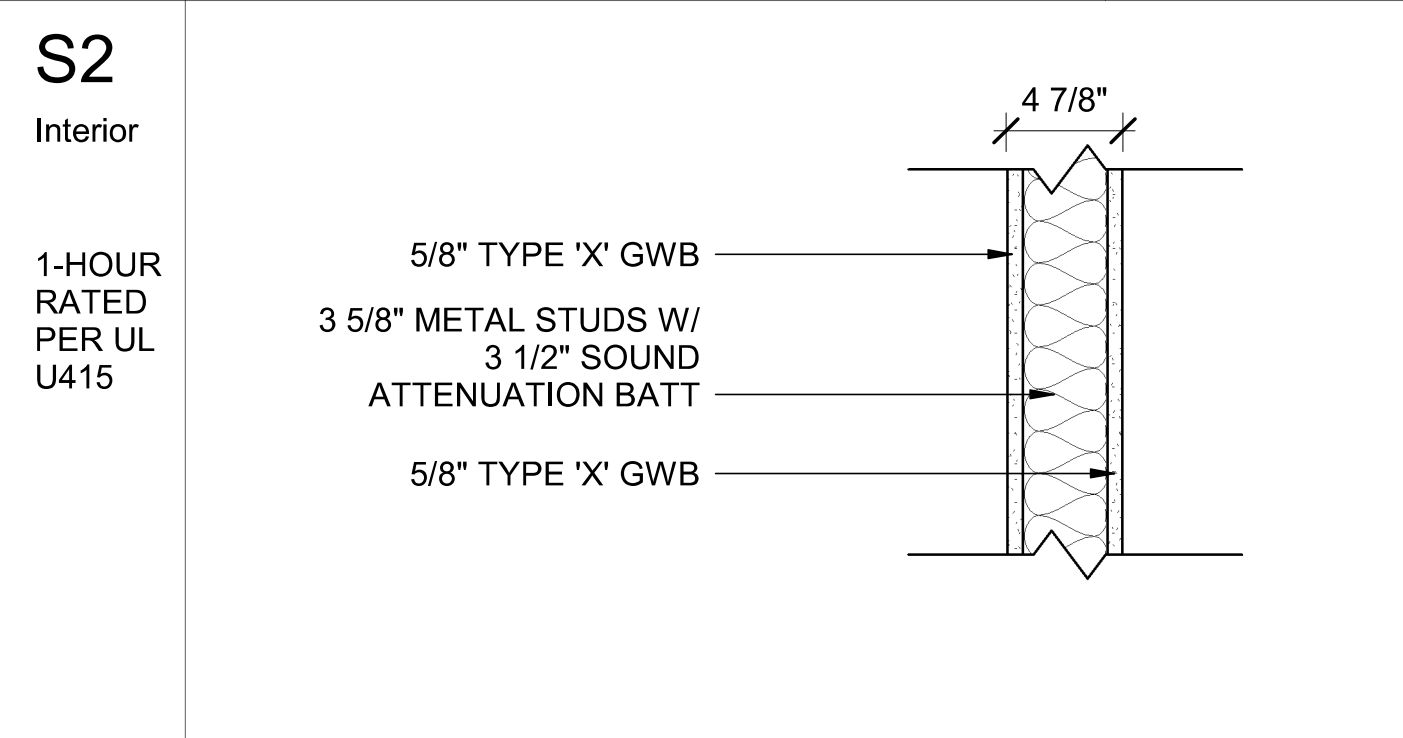 S2
Interior
1-HOUR
RATED
PER UL
U415
4 7/8"
5/8" TYPE 'X' GWB
3 5/8" METAL STUDS W/
3 1/2" SOUND
ATTENUATION BATT
5/8" TYPE 'X' GWB